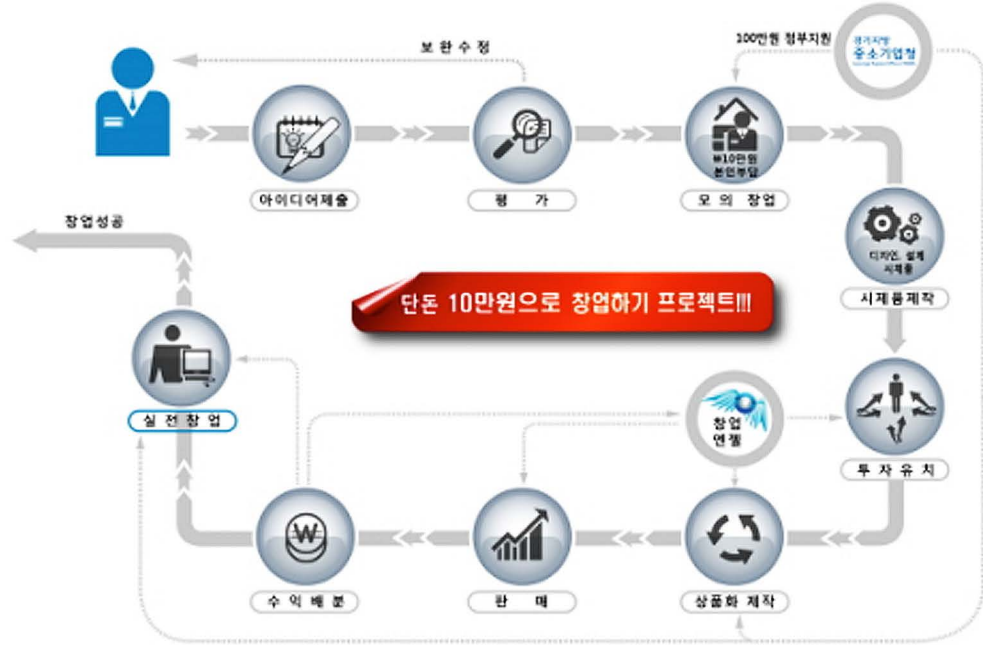 보완수정
100만원 정부지원
경기지방
중소기업청
₩10만원
본인부담
아이디어제출
평 가
모의 창업
창업성공
디자인, 설계
시제품
시제품제작
단돈 10만원으로 창업하기 프로젝트!!!
실전창업
창업
엔젤
투자유치
W
수익배분
판 매
상품화 제작